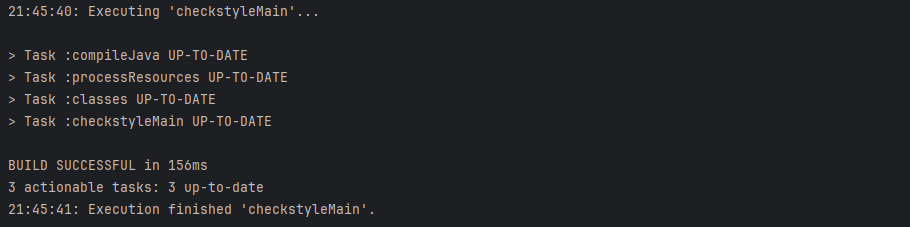 21:45:40: Executing 'checkstyleMain'...
> Task :compileJava UP-TO-DATE
> Task :processResources UP-TO-DATE
> Task :classes UP-TO-DATE
> Task :checkstyleMain UP-TO-DATE
BUILD SUCCESSFUL in 156ms
3 actionable tasks: 3 up-to-date
21:45:41: Execution finished 'checkstyleMain'.